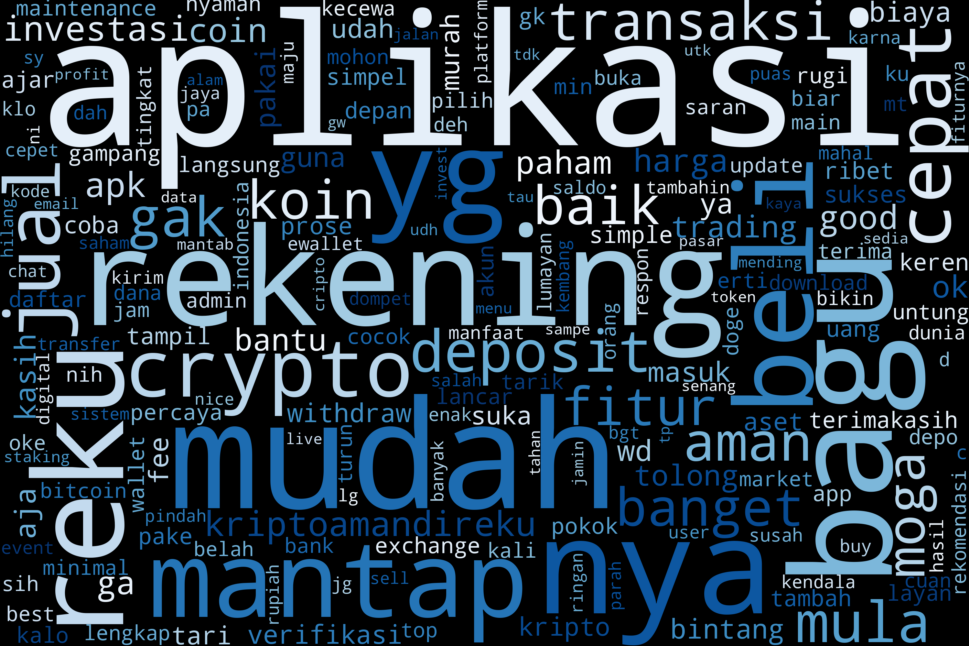 maintenance
nyaman
kecewa
platform
gk
transaksi
biaya
investasi
coin
udah
jalan
murah
karna
sy
aplikasi
maju
mohon
tdk
utk
cepat
ajar
profit
tingkat
alam
pakai
simpel
min
buka
puas
rugi
ku
fiturnya
klo
dah
jaya
pa
depan
pilih
saran
biar
mt
ni
gw
deh
main
cepet
gampang
langsung
guna
yg
invest
paham
harga
update
mahal
ribet
kode
jual
apk
data
indonesia
koin
tau
baik
saldo
tambahin
ya
beli
kaya
sukses
email
hilang
coba
gak
prose
udh
simple
trading
good
sedia
saham
mantab
ewallet
lumayan
kembang
respon
pasar
terima
chat
kirim
rekening
cripto
akun
mending
bagu
keren
daftar
dana
admin
dompet
menu
erti
download
token
bikin
ok
jam
orang
doge
untung
transfer
tampil
bantu
cocok
manfaat
sampe
uang
dunia
kasih
digital
nih
crypto
deposit
masuk
senang
d
reku
nice
salah
tarik
lancar
fitur
sistem
percaya
withdraw
enak
suka
aset
terimakasih
oke
staking
wallet
fee
mudah
live
turun
banyak
tahan
jamin
bgt
wd
tp
aman
depo
aja
bitcoin
lg
tolong
market
moga
c
pindah
kriptoamandireku
pokok
banget
app
hasil
rekomendasi
event
pake
belah
bank
exchange
kali
nya
user
susah
buy
minimal
sih
ga
mantap
rupiah
jg
sell
ringan
parah
kendala
cuan
best
tambah
layan
kalo
lengkap
tari
verifikasi
top
kripto
bintang
mula